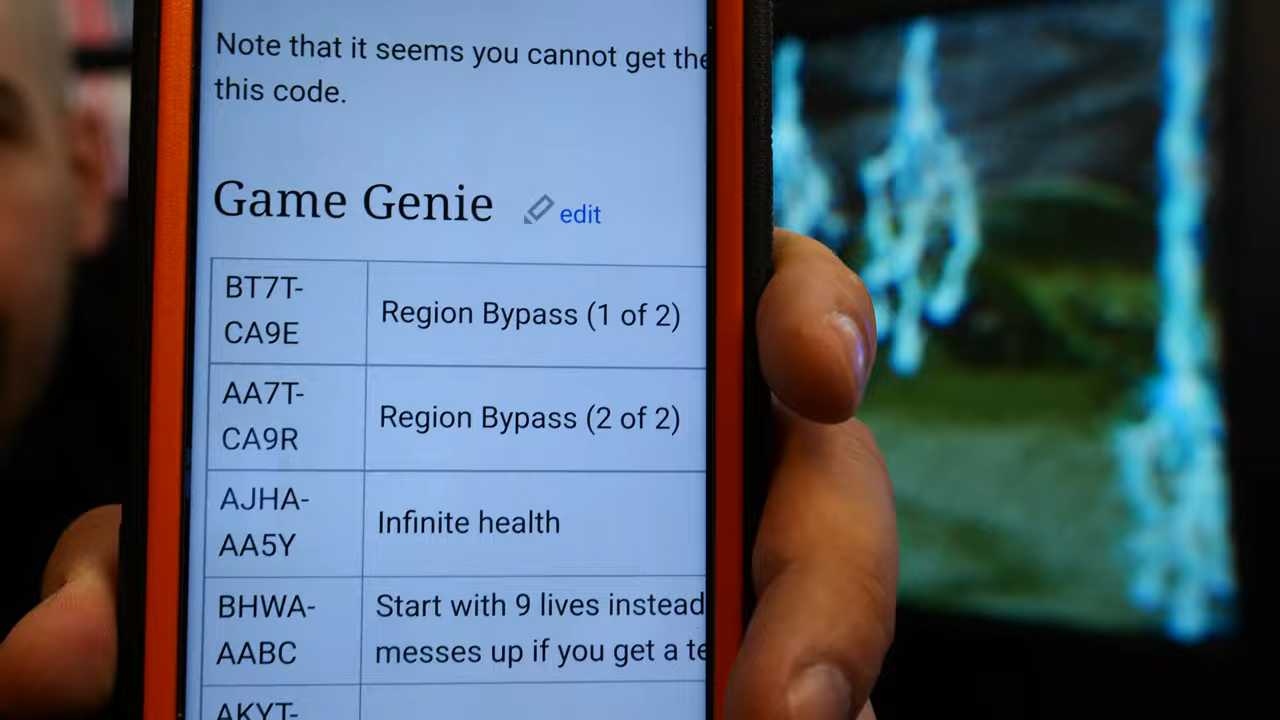 Note that it seems you cannot get the
this code.
Game Genie edit
BT7T-
CA9E
Region Bypass (1 of 2)
AA7T-
CA9R
Region Bypass (2 of 2)
AJHA-
AA5Y
Infinite health
BHWA-
AABC
Start with 9 lives instead
messes up if you get a te
AKYT-